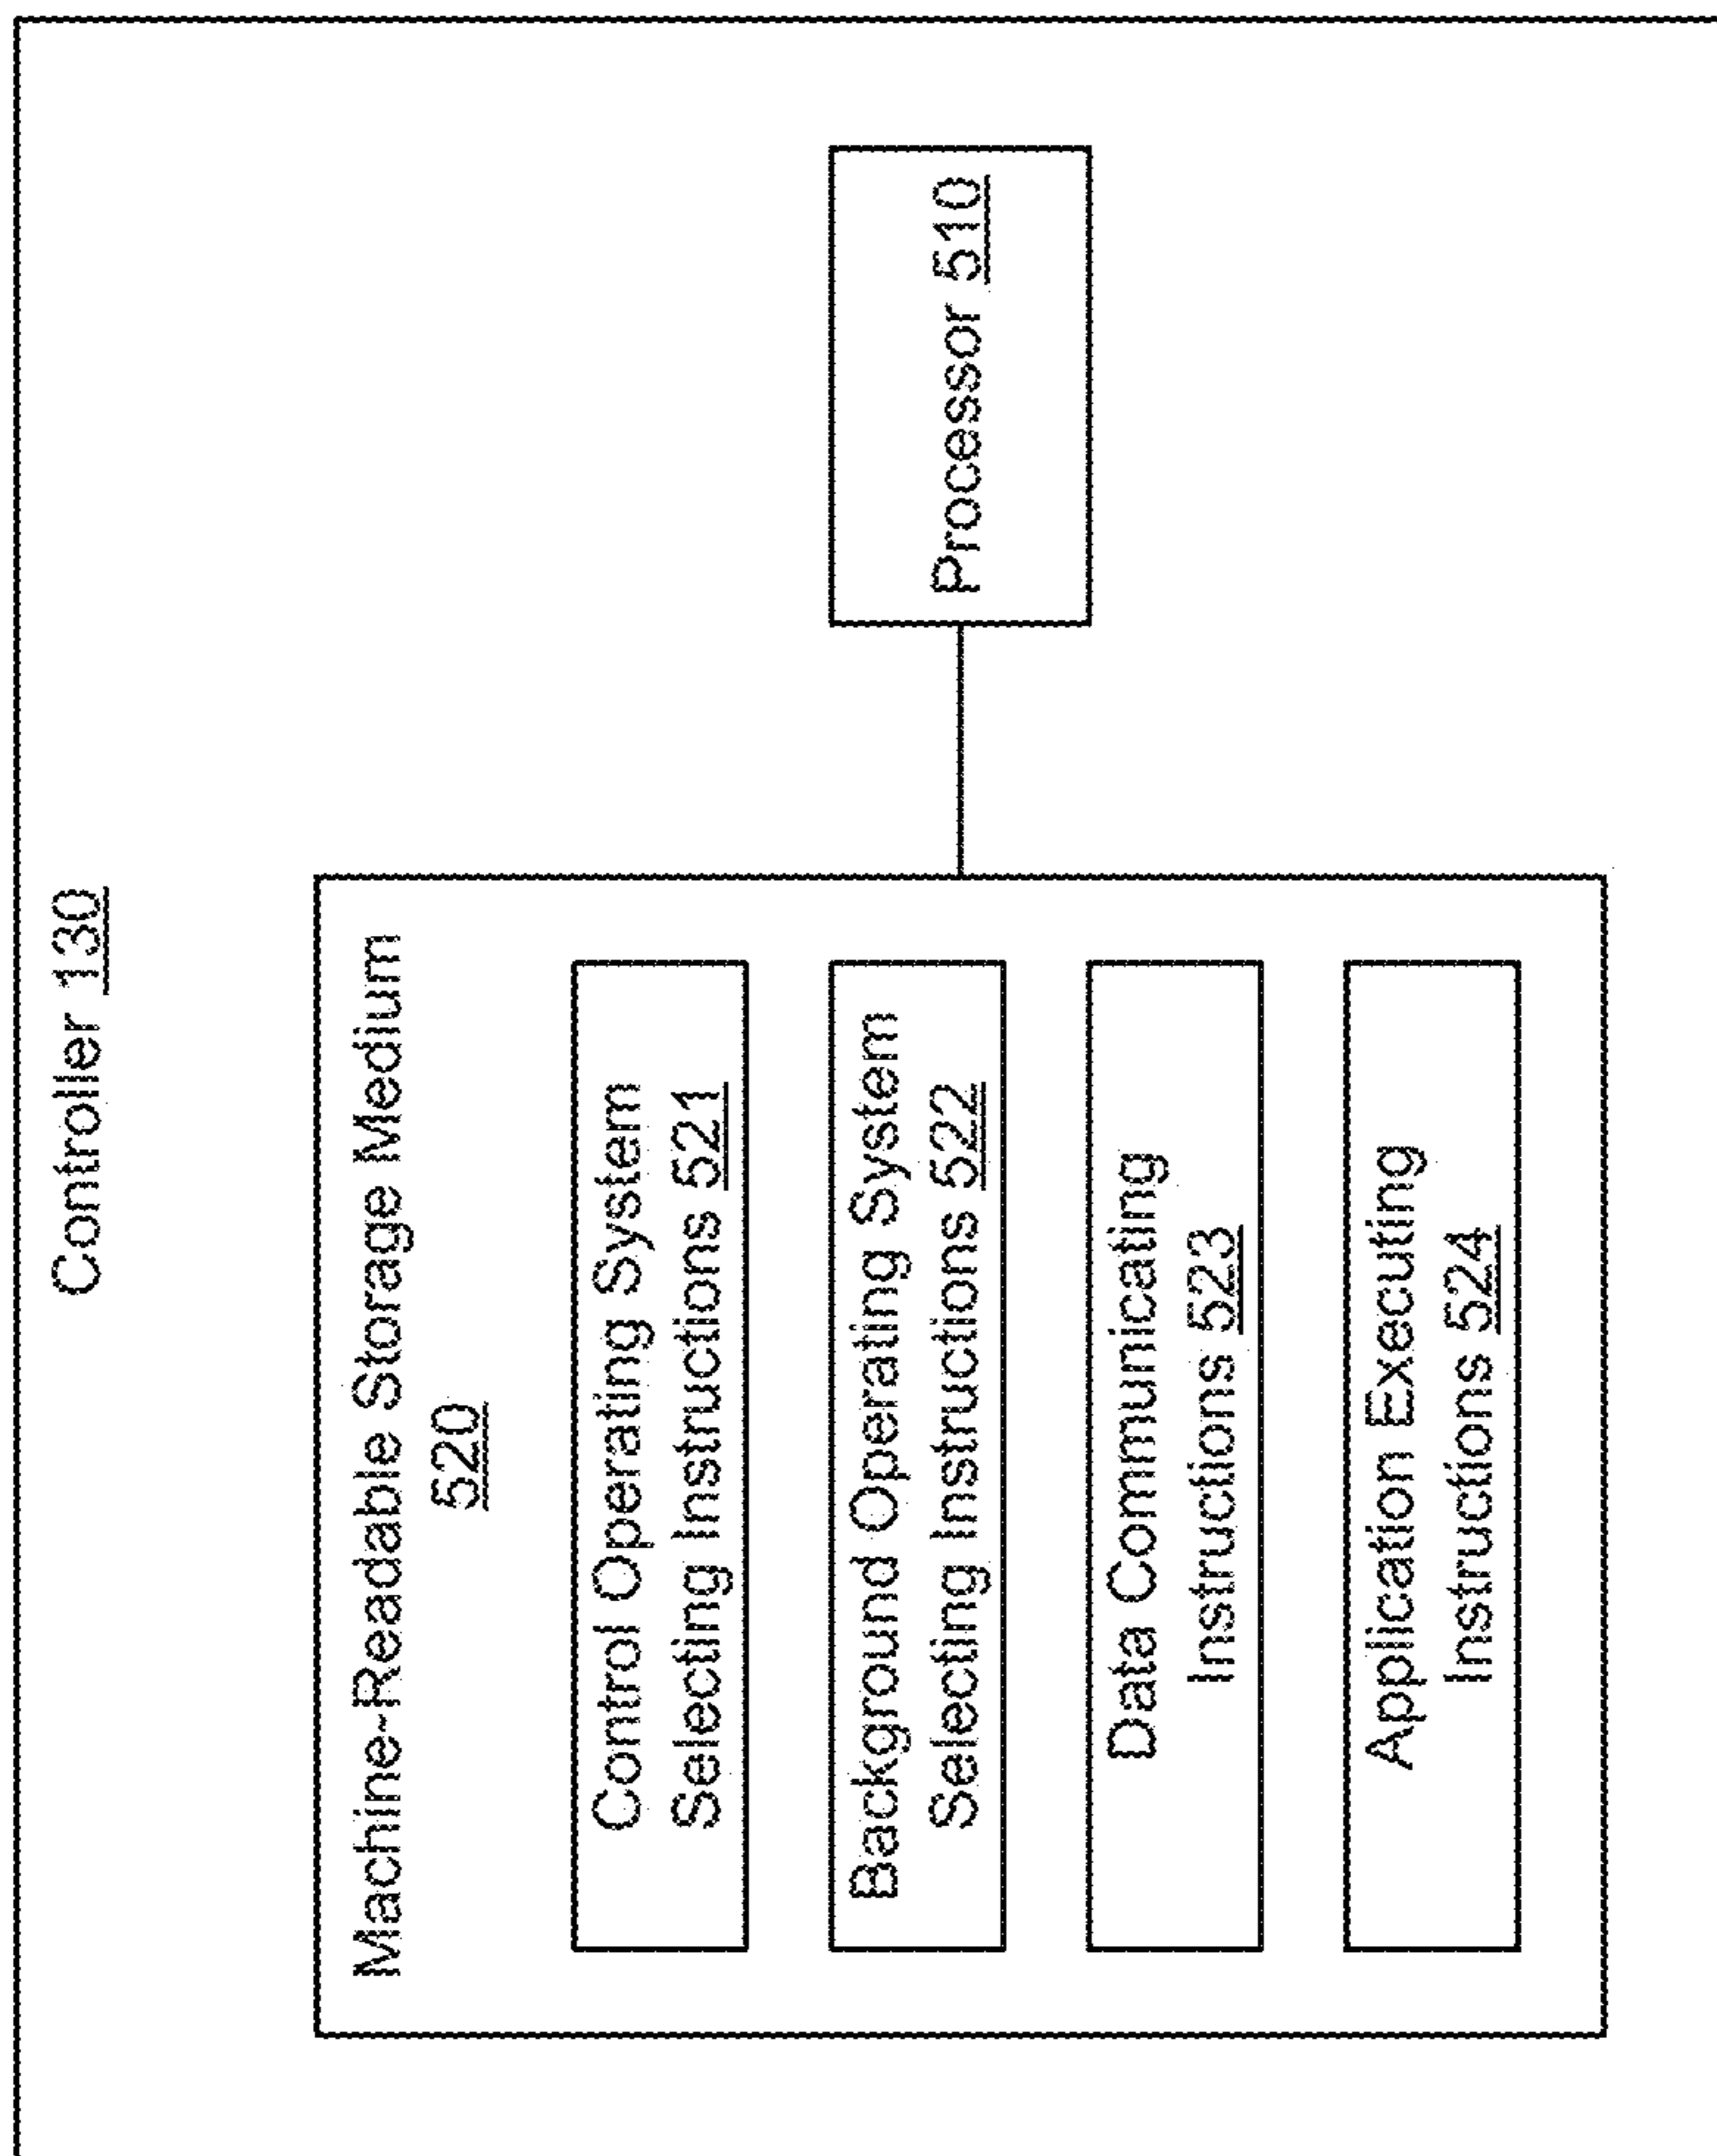 Controller 130
Machine-Readable Storage Medium
520
Control Operating System
Selecting Instructions 521
Background Operating System
Selecting Instructions 522
Data Communicating
Instructions 523
Application Executing
Instructions 524
Processor 510